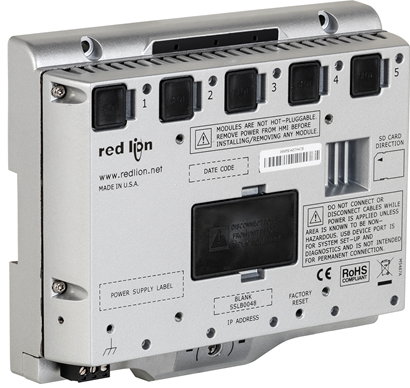 1 2 3 4 5
MODULES ARE NOT HOT-PLUGGABLE.
REMOVE POWER FROM HMI BEFORE
INSTALLING/REMOVING ANY MODULE.
red lion
www.redlion.net
MADE IN U.S.A.
DATE CODE
SD CARD
DIRECTION
DO NOT CONNECT OR
DISCONNECT CABLES WHILE
POWER IS APPLIED UNLESS
AREA IS KNOWN TO BE NON-
HAZARDOUS. USB DEVICE PORT IS
FOR SYSTEM SET-UP AND
DIAGNOSTICS AND IS NOT INTENDED
FOR PERMANENT CONNECTION.
POWER SUPPLY LABEL
BLANK
SSLB0048
IP ADDRESS
FACTORY
RESET
CE
RoHS
COMPLIANT